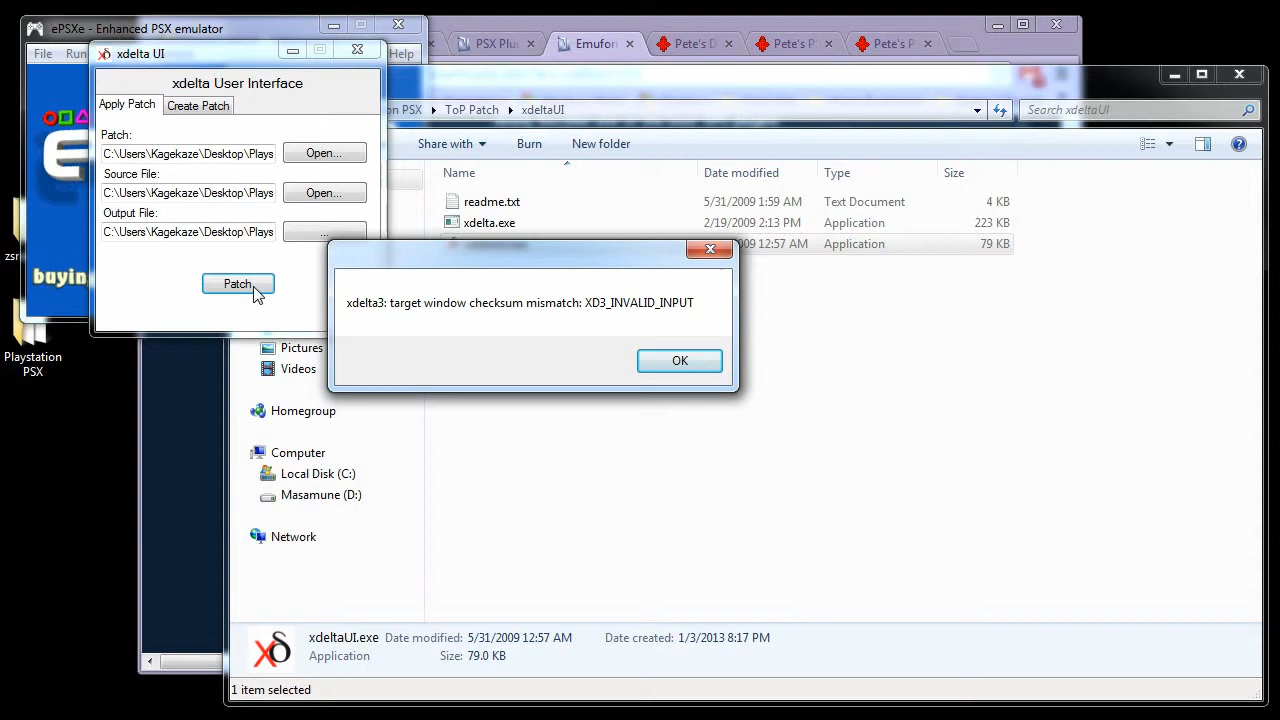 ePSXe - Enhanced PSX emulator
File
Run
Help
PSX Plu
Emuforu
Pete's D
Pete's P
Pete's P
xdelta UI
xdelta User Interface
Apply Patch
Create Patch
Patch:
C:\Users\Kagekaze\Desktop\Plays
Open...
Source File:
C:\Users\Kagekaze\Desktop\Plays
Open...
Output File:
C:\Users\Kagekaze\Desktop\Plays
...
Patch
buying
zsn
Playstation
PSX
on PSX
ToP Patch
xdeltaUI
Search xdeltaUI
Share with
Burn
New folder
Name
Date modified
Type
Size
readme.txt
5/31/2009 1:59 AM
Text Document
4 KB
xdelta.exe
2/19/2009 2:13 PM
Application
223 KB
12:57 AM
Application
79 KB
xdelta3: target window checksum mismatch: XD3_INVALID_INPUT
OK
Pictures
Videos
Homegroup
Computer
Local Disk (C:)
Masamune (D:)
Network
xdeltaUI.exe
Date modified: 5/31/2009 12:57 AM
Date created: 1/3/2013 8:17 PM
Application
Size: 79.0 KB
1 item selected